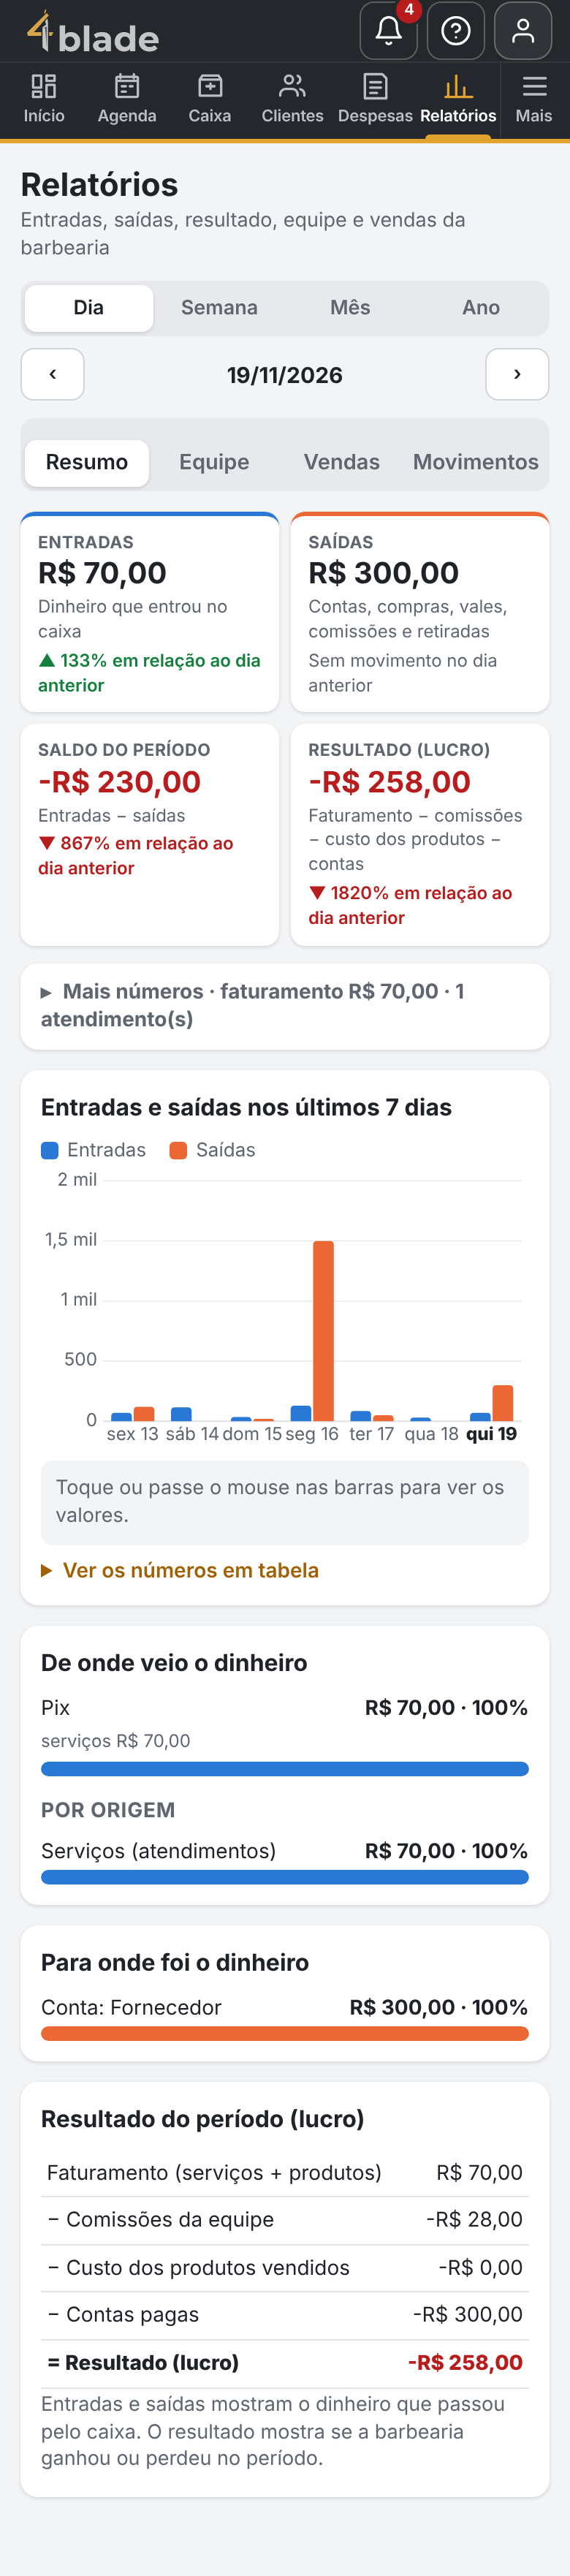 4blade
4
Início
Agenda
Caixa
Clientes
Despesas
Relatórios
Mais
Relatórios
Entradas, saídas, resultado, equipe e vendas da
barbearia
Dia
Semana
Mês
Ano
‹
19/11/2026
›
Resumo
Equipe
Vendas
Movimentos
ENTRADAS
R$ 70,00
Dinheiro que entrou no
caixa
▲ 133% em relação ao dia
anterior
SAÍDAS
R$ 300,00
Contas, compras, vales,
comissões e retiradas
Sem movimento no dia
anterior
SALDO DO PERÍODO
-R$ 230,00
Entradas − saídas
▼ 867% em relação ao
dia anterior
RESULTADO (LUCRO)
-R$ 258,00
Faturamento − comissões
− custo dos produtos −
contas
▼ 1820% em relação ao
dia anterior
▸ Mais números · faturamento R$ 70,00 · 1
atendimento(s)
Entradas e saídas nos últimos 7 dias
Entradas
Saídas
2 mil
1,5 mil
1 mil
500
0
sex 13
sáb 14
dom 15
seg 16
ter 17
qua 18
qui 19
Toque ou passe o mouse nas barras para ver os
valores.
▸ Ver os números em tabela
De onde veio o dinheiro
Pix R$ 70,00 · 100%
serviços R$ 70,00
POR ORIGEM
Serviços (atendimentos) R$ 70,00 · 100%
Para onde foi o dinheiro
Conta: Fornecedor R$ 300,00 · 100%
Resultado do período (lucro)
Faturamento (serviços + produtos) R$ 70,00
− Comissões da equipe -R$ 28,00
− Custo dos produtos vendidos -R$ 0,00
− Contas pagas -R$ 300,00
= Resultado (lucro) -R$ 258,00
Entradas e saídas mostram o dinheiro que passou
pelo caixa. O resultado mostra se a barbearia
ganhou ou perdeu no período.